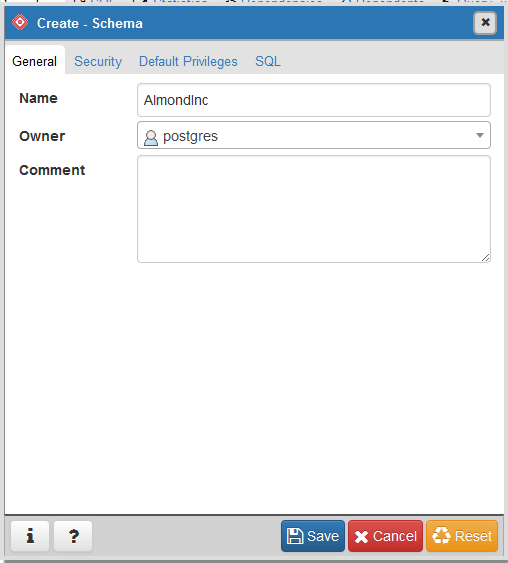 Create - Schema
General Security Default Privileges SQL
Name AlmondInc
Owner postgres
Comment
i ? Save Cancel Reset